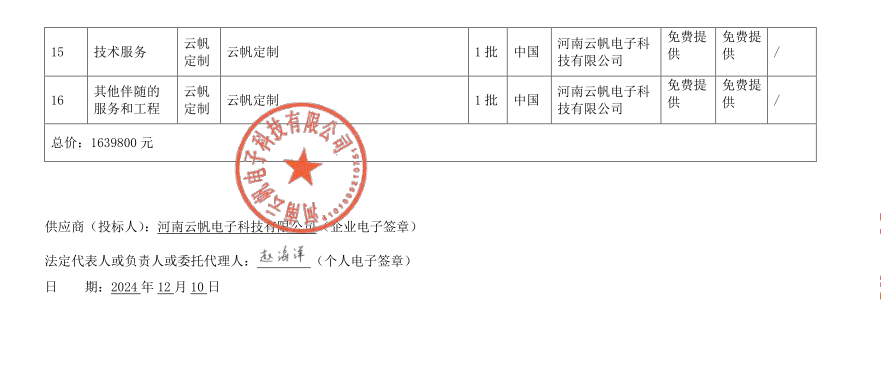 15 技术服务 云帆定制 云帆定制 1 批 中国 河南云帆电子科技有限公司 免费提供 免费提供 /
16 其他伴随的服务和工程 云帆定制 云帆定制 1 批 中国 河南云帆电子科技有限公司 免费提供 免费提供 /
总价: 1639800 元
河南云帆电子科技有限公司
供应商（投标人）: 河南云帆电子科技有限公司（企业电子签章）
法定代表人或负责人或委托代理人: 赵海洋（个人电子签章）
日 期: 2024 年 12 月 10 日